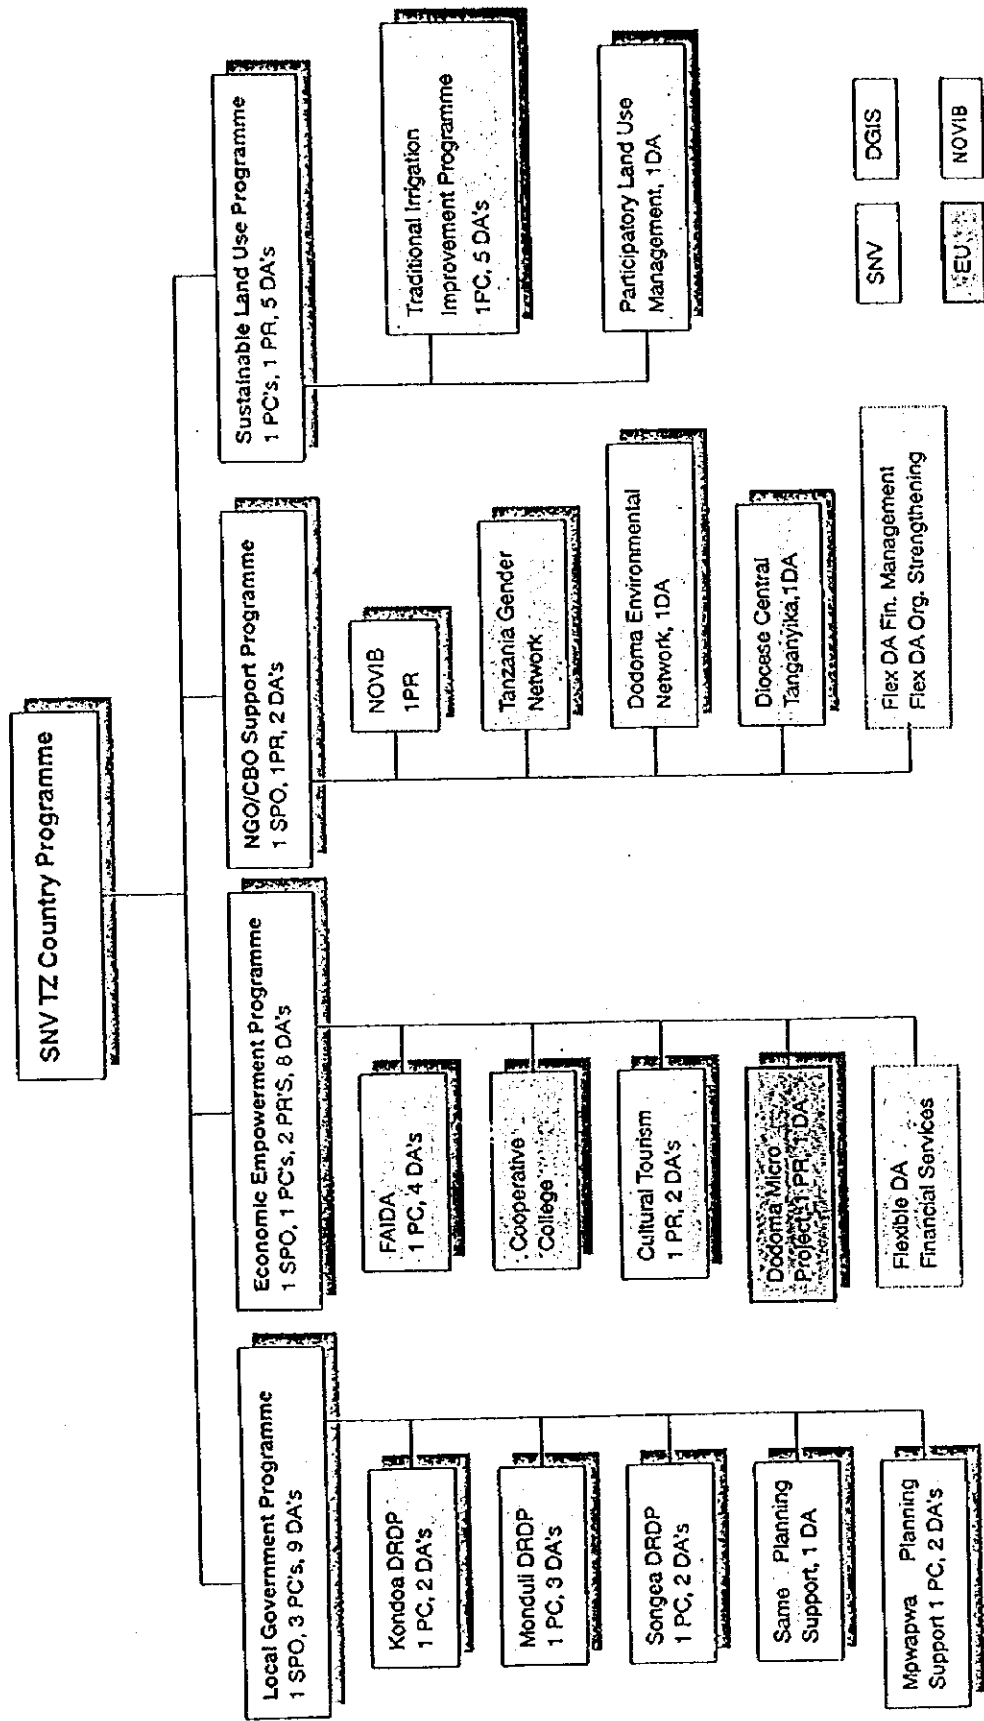 SNV TZ Country Programme
Local Government Programme
1 SPO, 3 PC's, 9 DA's
Kondoa DRDP
1 PC, 2 DA's
Monduli DRDP
1 PC, 3 DA's
Songea DRDP
1 PC, 2 DA's
Same Planning
Support, 1 DA
Mpwapwa Planning
Support 1 PC, 2 DA's
Economic Empowerment Programme
1 SPO, 1 PC's, 2 PR'S, 8 DA's
FAIDA
1 PC, 4 DA's
Cooperative
College
Cultural Tourism
1 PR, 2 DA's
Dodoma Micro
Project, 1 PR, 1 DA
Flexible DA
Financial Services
NGO/CBO Support Programme
1 SPO, 1PR, 2 DA's
NOVIB
1PR
Tanzania Gender
Network
Dodoma Environmental
Network, 1DA
Diocese Central
Tanganyika,1DA
Flex DA Fin. Management
Flex DA Org. Strengthening
Sustainable Land Use Programme
1 PC's, 1 PR, 5 DA's
Traditional Irrigation
Improvement Programme
1PC, 5 DA's
Participatory Land Use
Management, 1DA
SNV
DGIS
EU
NOVIB